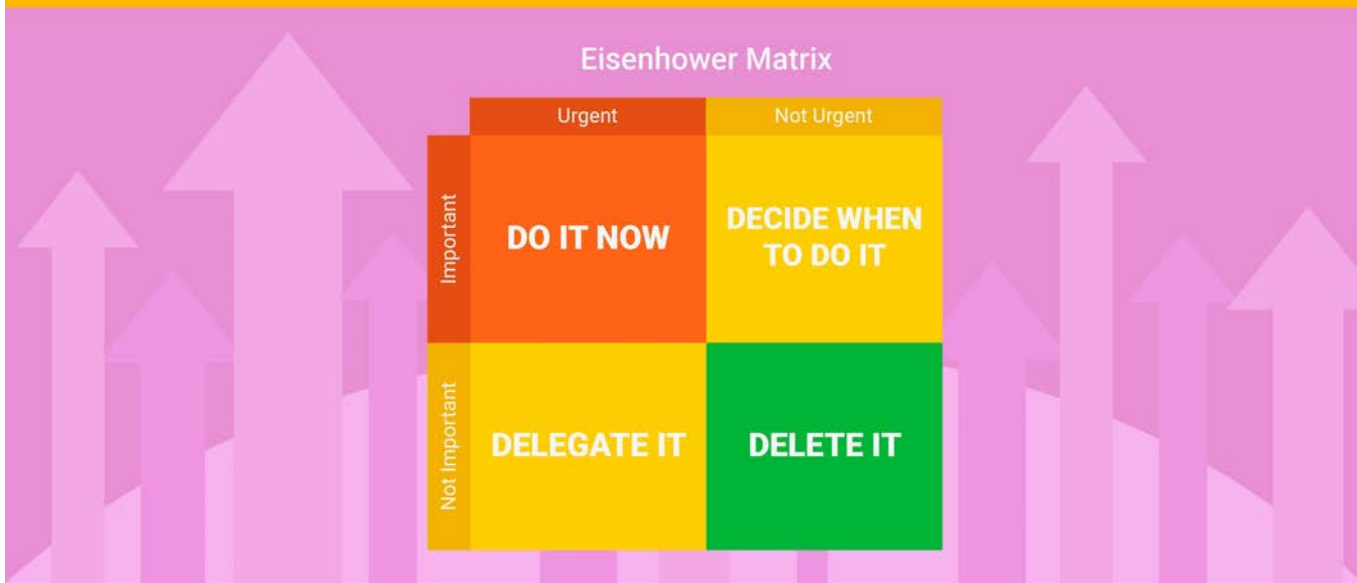 Eisenhower Matrix
Urgent
Not Urgent
Important
DO IT NOW
DECIDE WHEN
TO DO IT
Not Important
DELEGATE IT
DELETE IT